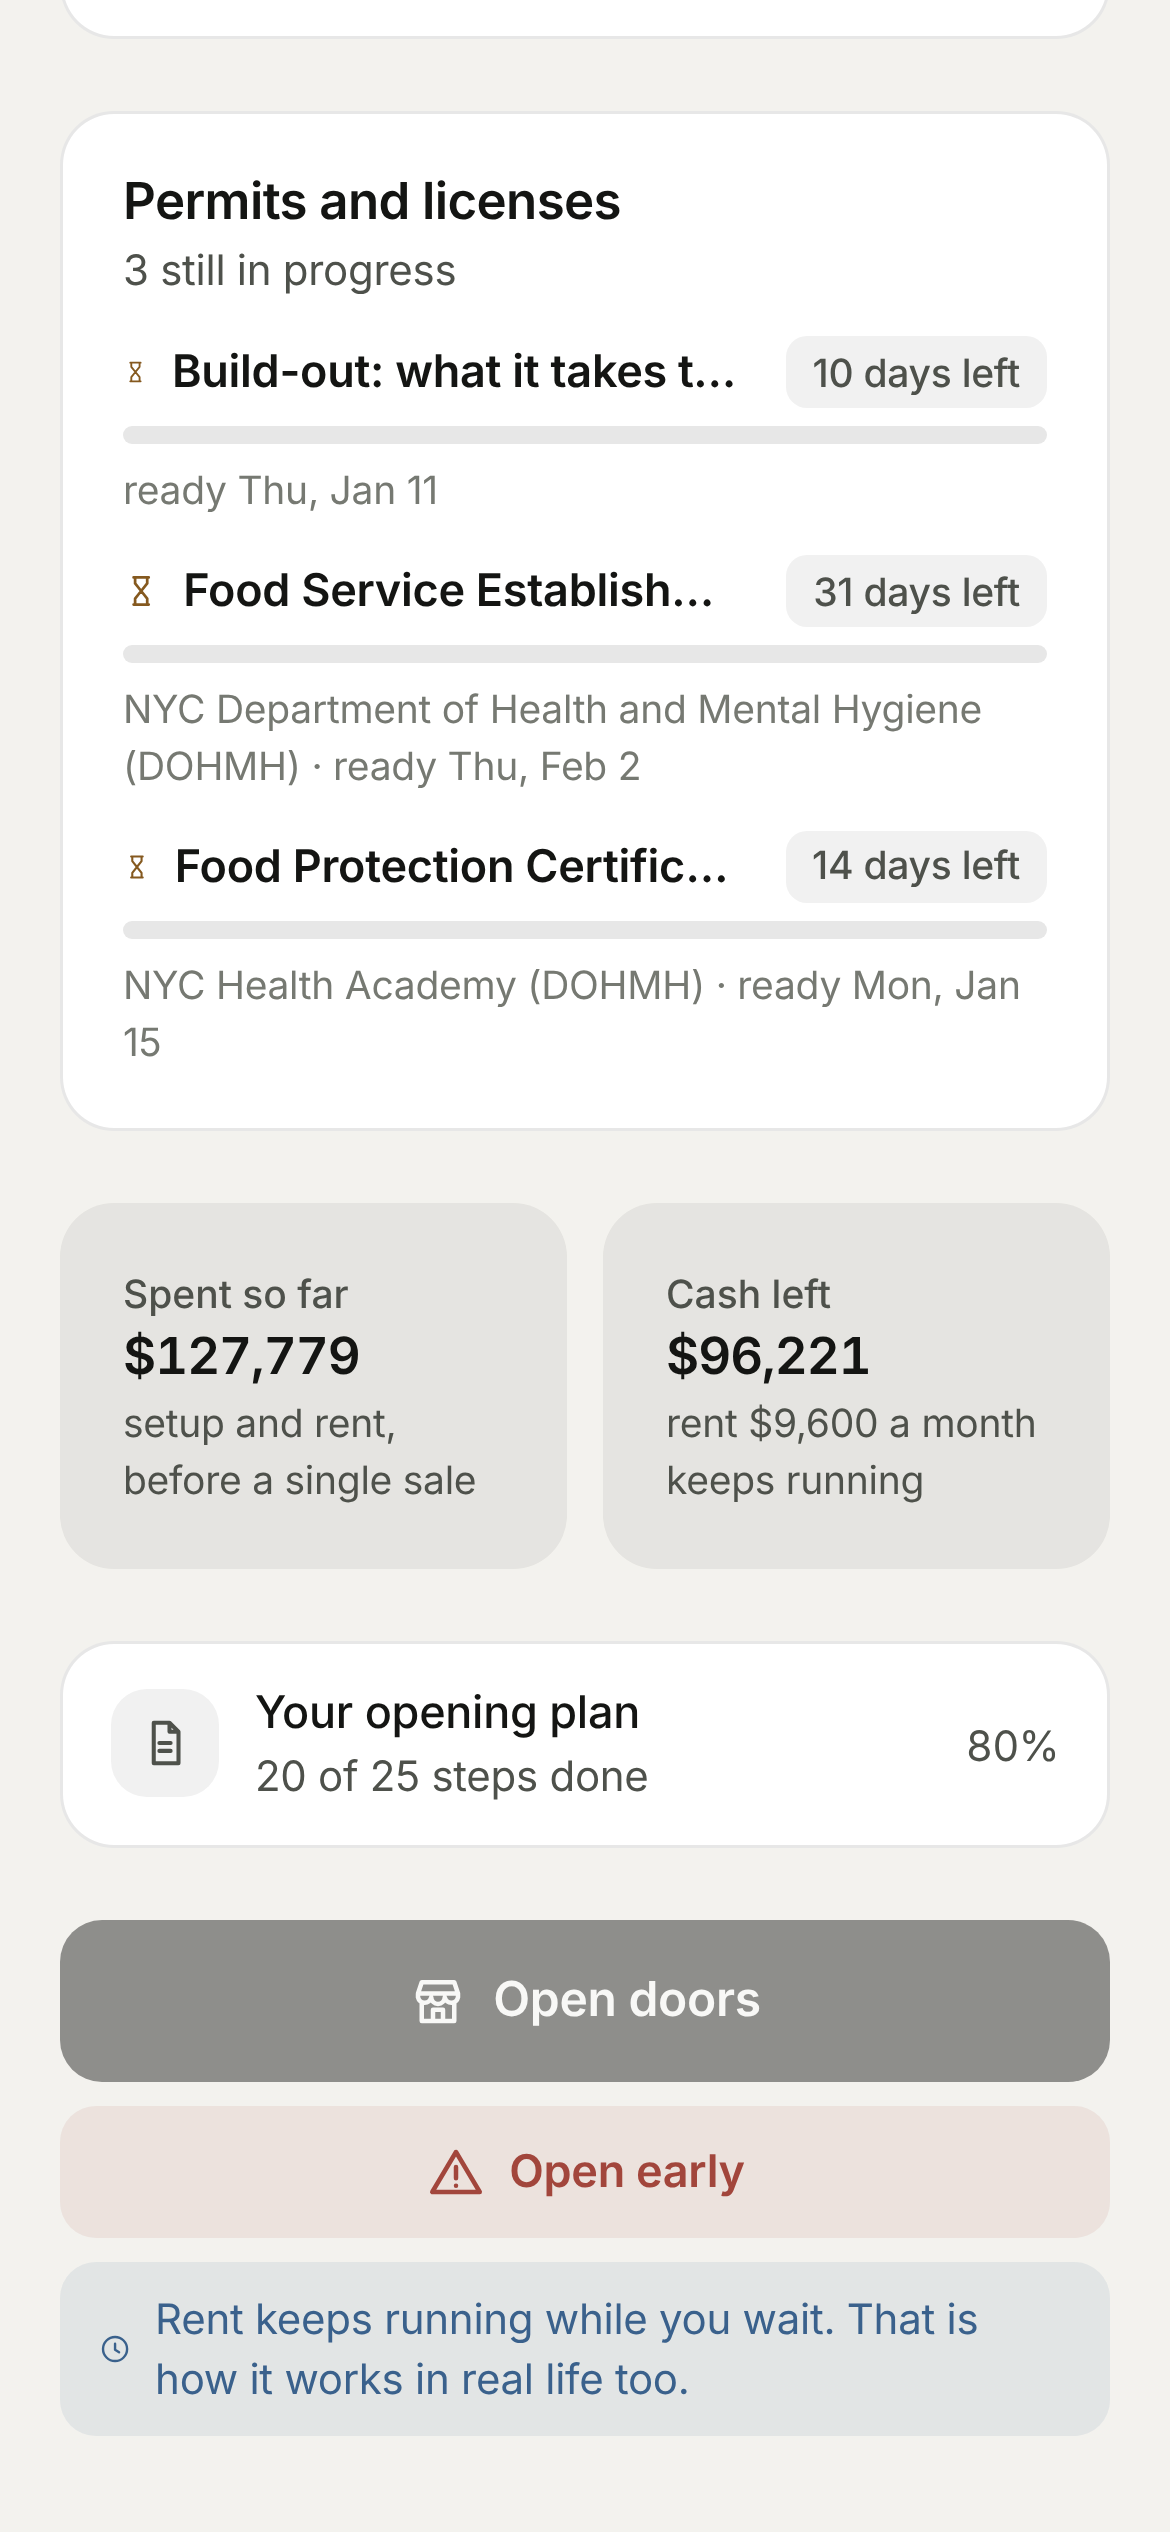 Permits and licenses
3 still in progress
Build-out: what it takes t...
10 days left
ready Thu, Jan 11
Food Service Establish...
31 days left
NYC Department of Health and Mental Hygiene
(DOHMH) · ready Thu, Feb 2
Food Protection Certific...
14 days left
NYC Health Academy (DOHMH) · ready Mon, Jan
15
Spent so far
$127,779
setup and rent,
before a single sale
Cash left
$96,221
rent $9,600 a month
keeps running
Your opening plan
20 of 25 steps done
80%
Open doors
Open early
Rent keeps running while you wait. That is
how it works in real life too.